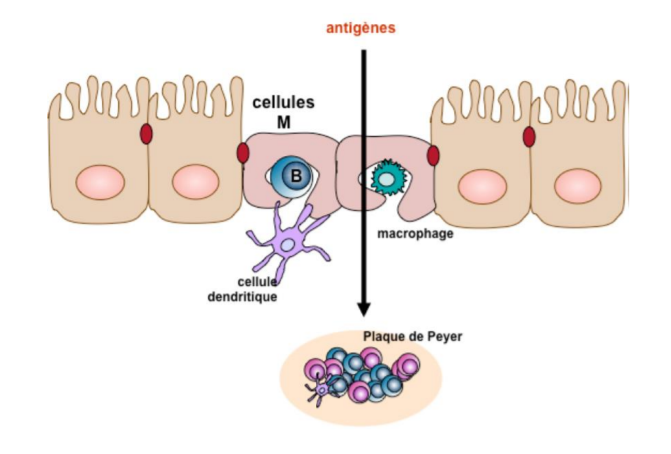 antigènes
cellules
M
B
macrophage
cellule
dendritique
Plaque de Peyer